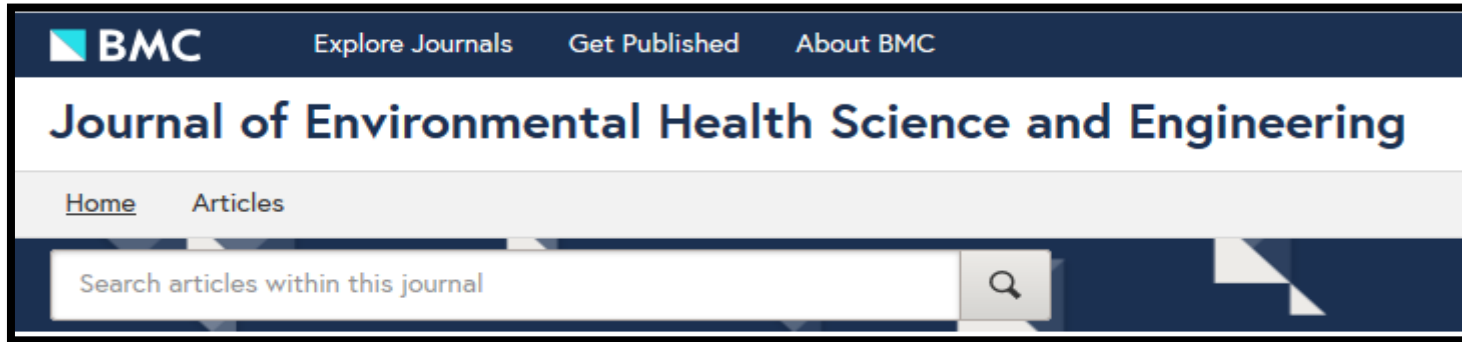 BMC Explore Journals Get Published About BMC
Journal of Environmental Health Science and Engineering
Home Articles
Search articles within this journal